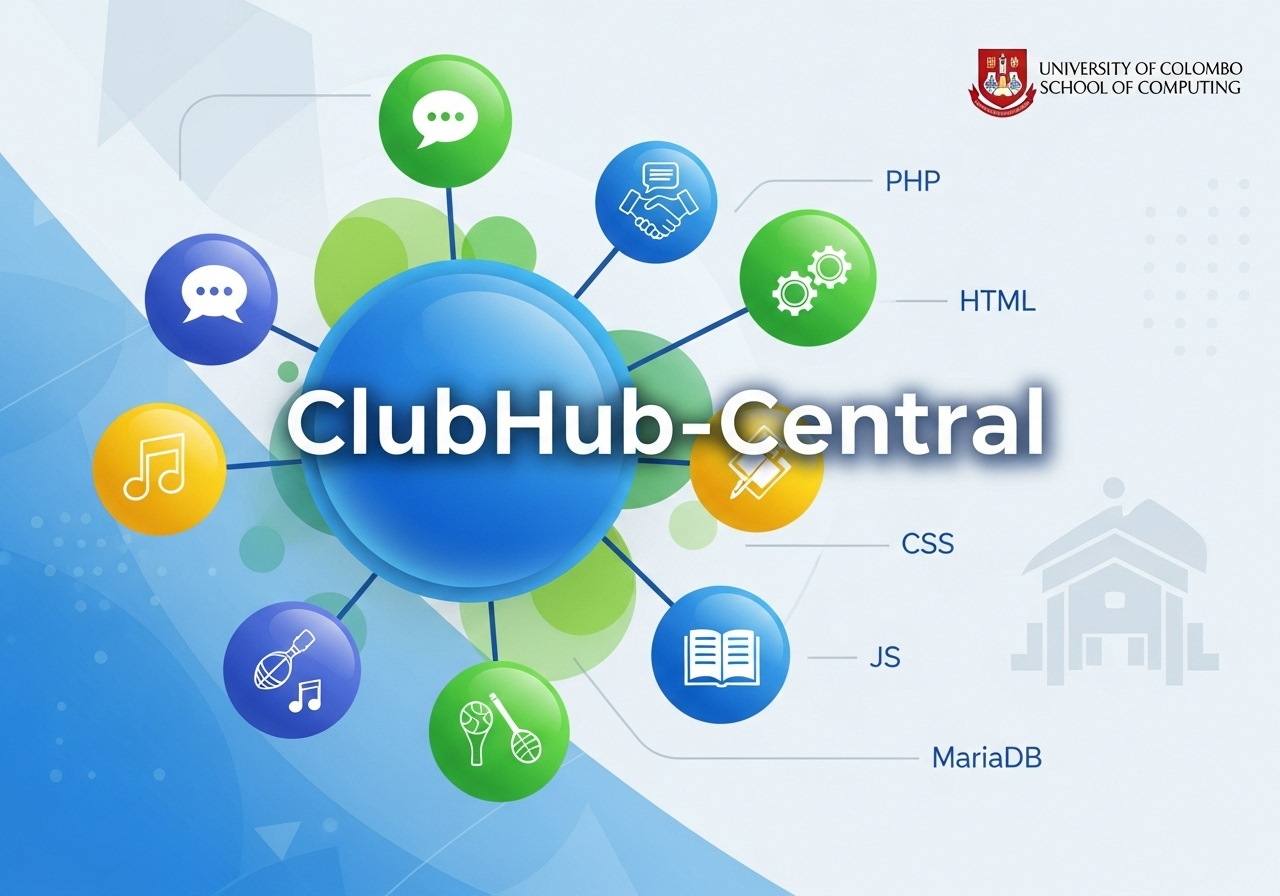 UNIVERSITY OF COLOMBO
SCHOOL OF COMPUTING
PHP
HTML
ClubHub-Central
CSS
JS
MariaDB